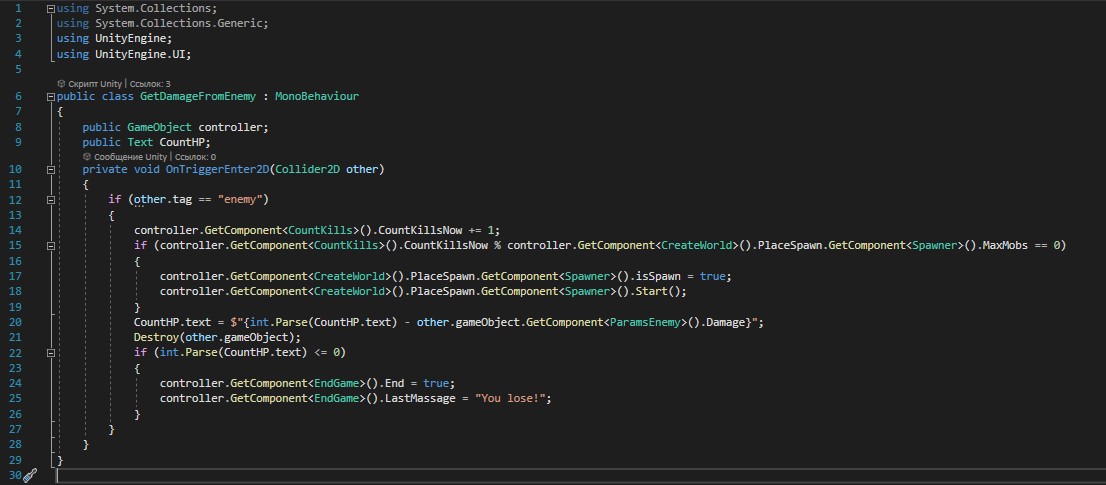 1 using System.Collections;
2 using System.Collections.Generic;
3 using UnityEngine;
4 using UnityEngine.UI;
5
Скрипт Unity | Ссылок: 3
6 public class GetDamageFromEnemy : MonoBehaviour
7 {
8 public GameObject controller;
9 public Text CountHP;
Сообщение Unity | Ссылок: 0
10 private void OnTriggerEnter2D(Collider2D other)
11 {
12 if (other.tag == "enemy")
13 {
14 controller.GetComponent<CountKills>().CountKillsNow += 1;
15 if (controller.GetComponent<CountKills>().CountKillsNow % controller.GetComponent<CreateWorld>().PlaceSpawn.GetComponent<Spawner>().MaxMobs == 0)
16 {
17 controller.GetComponent<CreateWorld>().PlaceSpawn.GetComponent<Spawner>().isSpawn = true;
18 controller.GetComponent<CreateWorld>().PlaceSpawn.GetComponent<Spawner>().Start();
19 }
20 CountHP.text = $"{int.Parse(CountHP.text) - other.gameObject.GetComponent<ParamsEnemy>().Damage}";
21 Destroy(other.gameObject);
22 if (int.Parse(CountHP.text) <= 0)
23 {
24 controller.GetComponent<EndGame>().End = true;
25 controller.GetComponent<EndGame>().LastMassage = "You lose!";
26 }
27 }
28 }
29 }
30